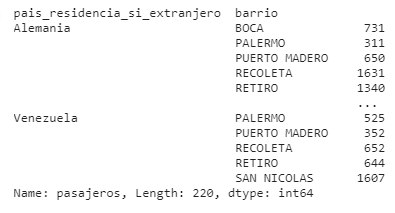 pais_residencia_si_extranjero barrio
Alemania BOCA 731
PALERMO 311
PUERTO MADERO 650
RECOLETA 1631
RETIRO 1340
...
Venezuela PALERMO 525
PUERTO MADERO 352
RECOLETA 652
RETIRO 644
SAN NICOLAS 1607
Name: pasajeros, Length: 220, dtype: int64